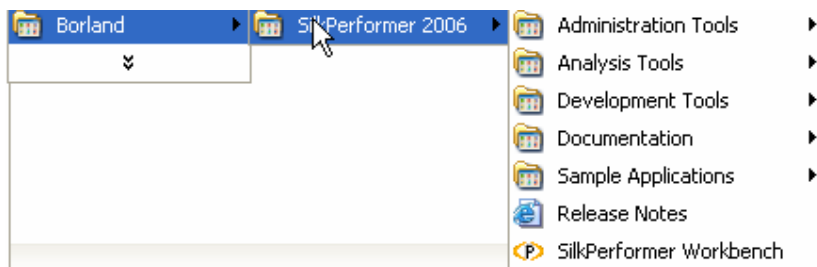 Borland
SilkPerformer 2006
Administration Tools
Analysis Tools
Development Tools
Documentation
Sample Applications
Release Notes
SilkPerformer Workbench